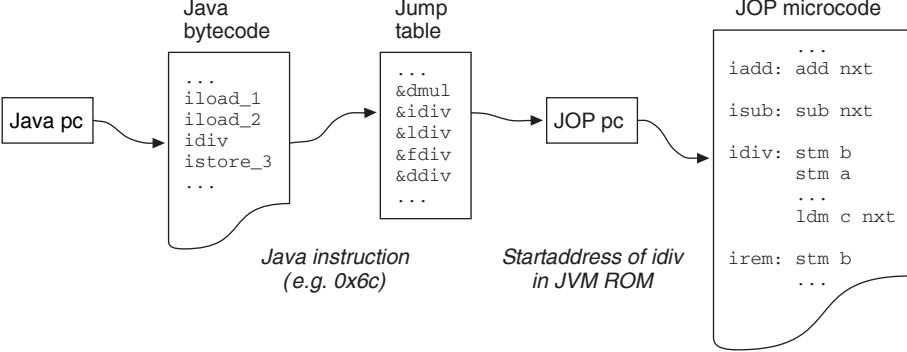 Java
bytecode
Jump
table
JOP microcode
Java pc
...
iload_1
iload_2
idiv
istore_3
...
...
&dmul
&idiv
&ldiv
&fdiv
&ddiv
...
JOP pc
...
iadd: add nxt
isub: sub nxt
idiv: stm b
stm a
...
ldm c nxt
irem: stm b
...
Java instruction
(e.g. 0x6c)
Startaddress of idiv
in JVM ROM